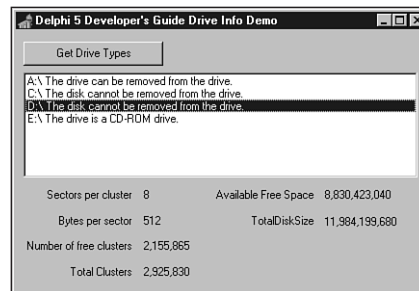 Delphi 5 Developer's Guide Drive Info Demo
Get Drive Types
A:\ The drive can be removed from the drive.
C:\ The disk cannot be removed from the drive.
D:\ The disk cannot be removed from the drive.
E:\ The drive is a CD-ROM drive.
Sectors per cluster 8 Available Free Space 8,830,423,040
Bytes per sector 512 TotalDiskSize 11,984,199,680
Number of free clusters 2,155,865
Total Clusters 2,925,830